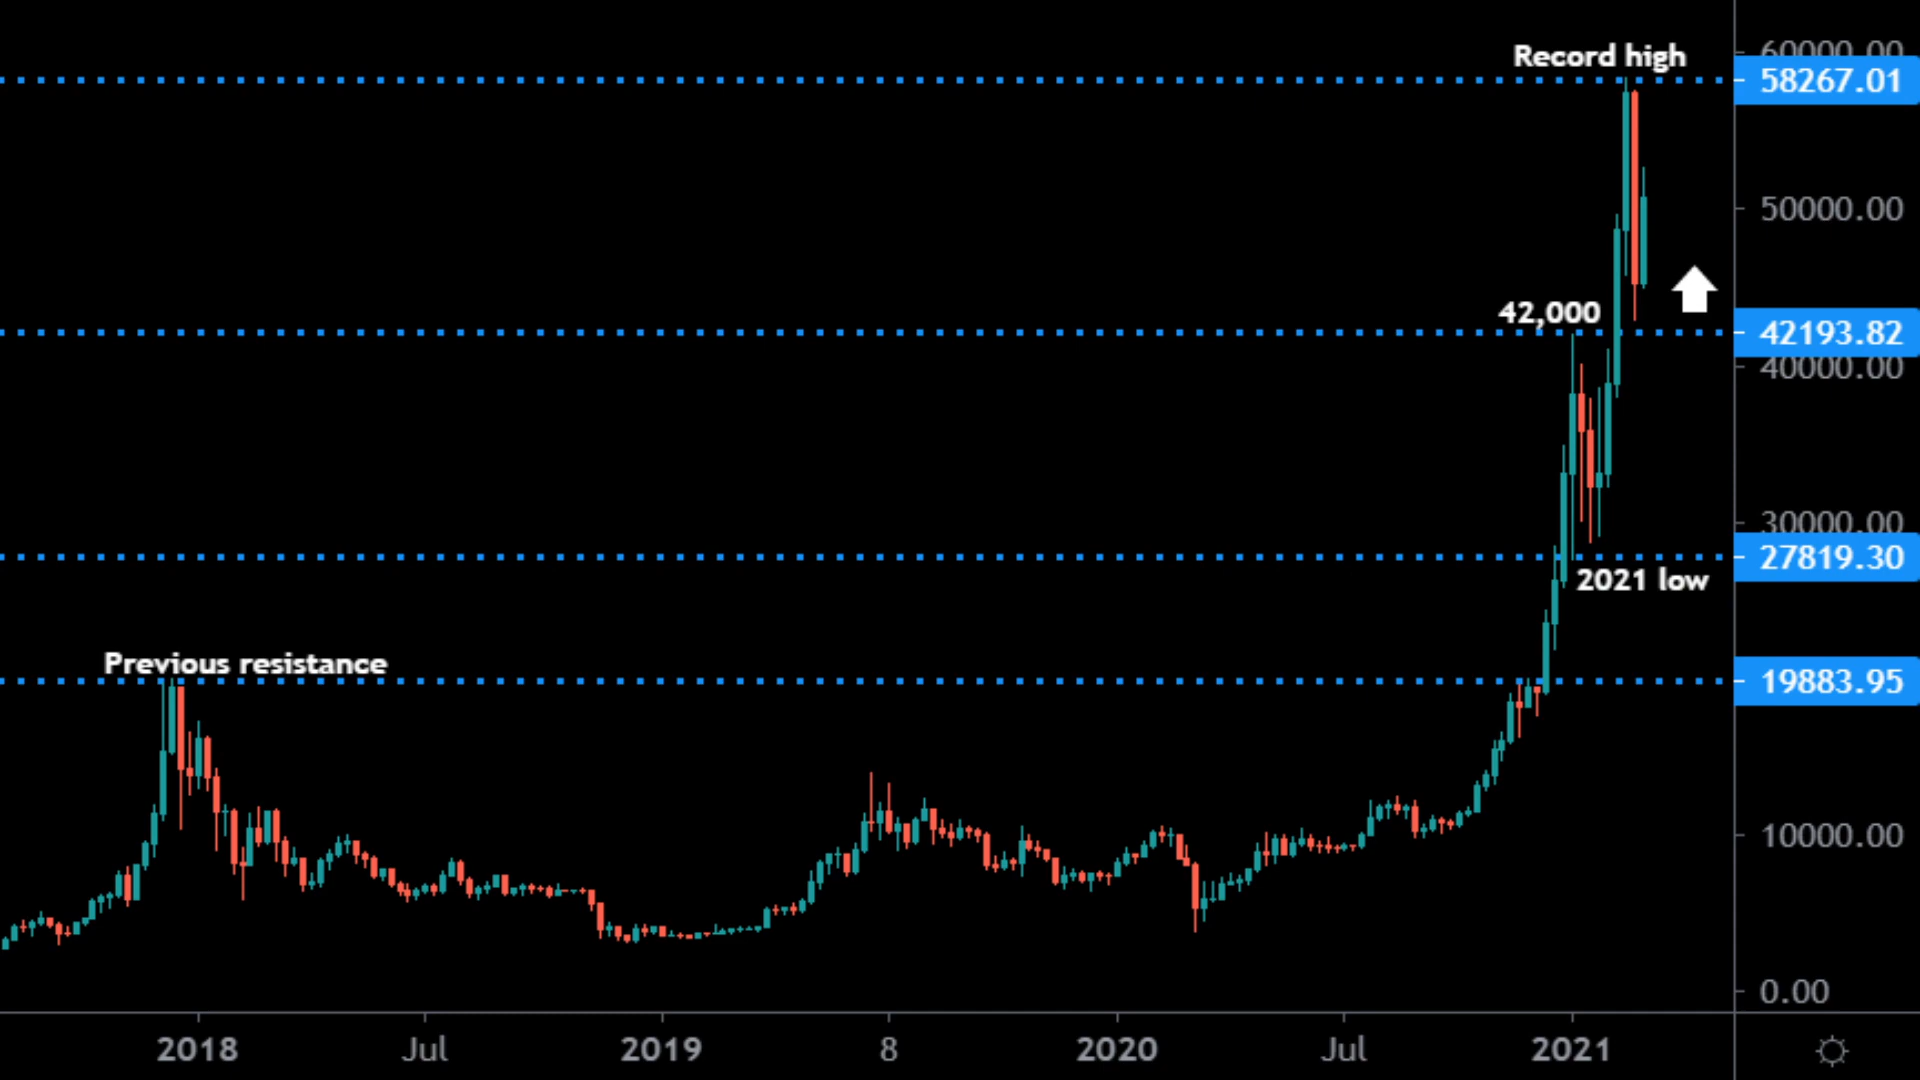 Record high
60000.00
58267.01
50000.00
42,000
42193.82
40000.00
30000.00
27819.30
2021 low
Previous resistance
19883.95
10000.00
0.00
2018 Jul 2019 8 2020 Jul 2021